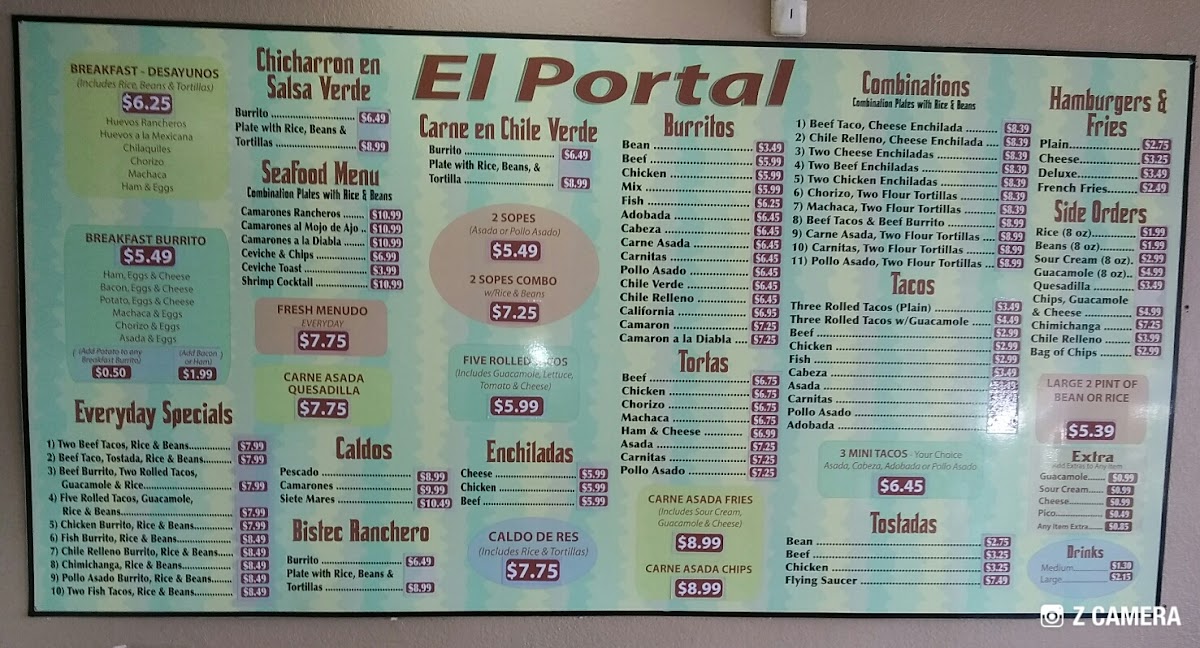 El Portal
BREAKFAST - DESAYUNOS
(Includes Rice, Beans & Tortillas)
$6.25
Huevos Rancheros
Huevos a la Mexicana
Chilaquiles
Chorizo
Machaca
Ham & Eggs
BREAKFAST BURRITO
$5.49
Ham, Eggs & Cheese
Bacon, Eggs & Cheese
Potato, Eggs & Cheese
Machaca & Eggs
Chorizo & Eggs
Asada & Eggs
(Add Potato to any
Breakfast Burrito)
$0.50
(Add Bacon
or Ham)
$1.99
Everyday Specials
1) Two Beef Tacos, Rice & Beans $7.99
2) Beef Taco, Tostada, Rice & Beans $7.99
3) Beef Burrito, Two Rolled Tacos,
Guacamole & Rice $7.99
4) Five Rolled Tacos, Guacamole,
Rice & Beans $7.99
5) Chicken Burrito, Rice & Beans $7.99
6) Fish Burrito, Rice & Beans $8.49
7) Chile Relleno Burrito, Rice & Beans $8.49
8) Chimichanga, Rice & Beans $8.49
9) Pollo Asado Burrito, Rice & Beans $8.49
10) Two Fish Tacos, Rice & Beans $8.49
Chicharron en
Salsa Verde
Burrito $6.49
Plate with Rice, Beans &
Tortillas $8.99
Seafood Menu
Combination Plates with Rice & Beans
Camarones Rancheros $10.99
Camarones al Mojo de Ajo $10.99
Camarones a la Diabla $10.99
Ceviche & Chips $6.99
Ceviche Toast $3.99
Shrimp Cocktail $10.99
FRESH MENUDO
EVERYDAY
$7.75
CARNE ASADA
QUESADILLA
$7.75
Caldos
Pescado $8.99
Camarones $9.99
Siete Mares $10.49
Bistec Ranchero
Burrito $6.49
Plate with Rice, Beans &
Tortillas $8.99
Carne en Chile Verde
Burrito $6.49
Plate with Rice, Beans, &
Tortilla $8.99
2 SOPES
(Asada or Pollo Asado)
$5.49
2 SOPES COMBO
w/Rice & Beans
$7.25
FIVE ROLLED
(Includes Guacamole, Lettuce,
Tomato & Cheese)
$5.99
Enchiladas
Cheese $5.99
Chicken $5.99
Beef $5.99
CALDO DE RES
(Includes Rice & Tortillas)
$7.75
Burritos
Bean $3.49
Beef $5.99
Chicken $5.99
Mix $5.99
Fish $6.25
Adobada $6.45
Cabeza $6.45
Carne Asada $6.45
Carnitas $6.45
Pollo Asado $6.45
Chile Verde $6.45
Chile Relleno $6.45
California $6.95
Camaron $7.25
Camaron a la Diabla $7.25
Tortas
Beef $6.75
Chicken $6.75
Chorizo $6.75
Machaca $6.75
Ham & Cheese $6.99
Asada $7.25
Carnitas $7.25
Pollo Asado $7.25
CARNE ASADA FRIES
(Includes Sour Cream,
Guacamole & Cheese)
$8.99
CARNE ASADA CHIPS
$8.99
Combinations
Combination Plates with Rice & Beans
1) Beef Taco, Cheese Enchilada $8.39
2) Chile Relleno, Cheese Enchilada $8.39
3) Two Cheese Enchiladas $8.39
4) Two Beef Enchiladas $8.39
5) Two Chicken Enchiladas $8.39
6) Chorizo, Two Flour Tortillas $8.39
7) Machaca, Two Flour Tortillas $8.39
8) Beef Tacos & Beef Burrito $8.99
9) Carne Asada, Two Flour Tortillas $8.99
10) Carnitas, Two Flour Tortillas $8.99
11) Pollo Asado, Two Flour Tortillas $8.99
Tacos
Three Rolled Tacos (Plain) $3.49
Three Rolled Tacos w/Guacamole $4.49
Beef $2.99
Chicken $2.99
Fish $2.99
Cabeza $3.49
Asada
Carnitas
Pollo Asado
Adobada
3 MINI TACOS - Your Choice
Asada, Cabeza, Adobada or Pollo Asado
$6.45
Tostadas
Bean $2.75
Beef $3.25
Chicken $3.25
Flying Saucer $7.49
Hamburgers &
Fries
Plain $2.75
Cheese $3.25
Deluxe $3.49
French Fries $2.49
Side Orders
Rice (8 oz) $1.99
Beans (8 oz) $1.99
Sour Cream (8 oz) $2.99
Guacamole (8 oz) $4.99
Quesadilla $3.49
Chips, Guacamole
& Cheese $4.99
Chimichanga $7.25
Chile Relleno $3.99
Bag of Chips $2.99
LARGE 2 PINT OF
BEAN OR RICE
$5.39
Extra
Add Extras to Any Item
Guacamole $0.99
Sour Cream $0.99
Cheese $0.99
Pico $0.49
Any Item Extra $0.85
Drinks
Medium $1.30
Large $2.15
Z CAMERA